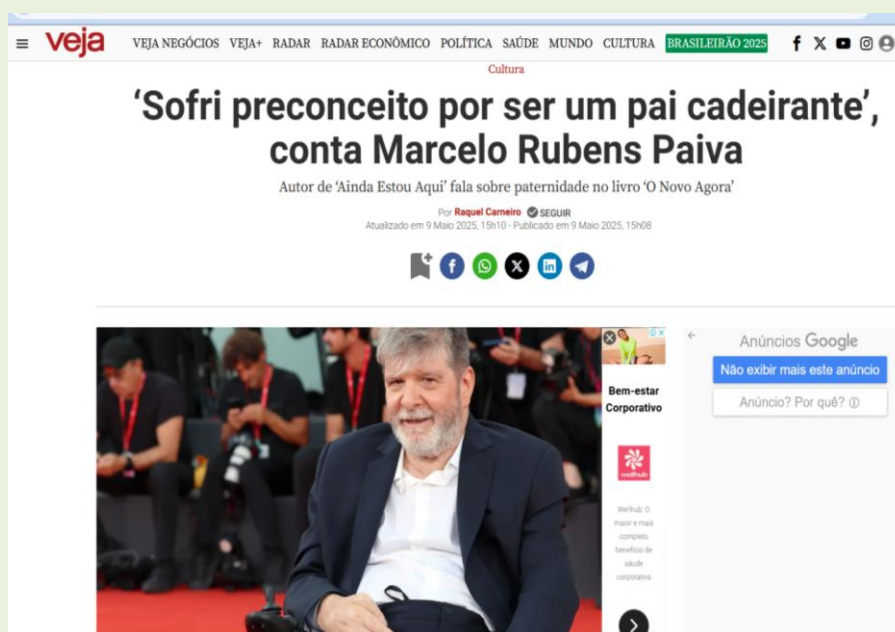 veja
VEJA NEGÓCIOS VEJA+ RADAR RADAR ECONÔMICO POLÍTICA SAÚDE MUNDO CULTURA BRASILEIRÃO 2025
Cultura
‘Sofri preconceito por ser um pai cadeirante’,
conta Marcelo Rubens Paiva
Autor de ‘Ainda Estou Aqui’ fala sobre paternidade no livro ‘O Novo Agora’
Por Raquel Carneiro SEGUIR
Atualizado em 9 Maio 2025, 15h10 - Publicado em 9 Maio 2025, 15h08
Bem-estar
Corporativo
wellhub
Wellhub: O
maior e mais
completo
benefício de
saúde
corporativa
Anúncios Google
Não exibir mais este anúncio
Anúncio? Por quê?